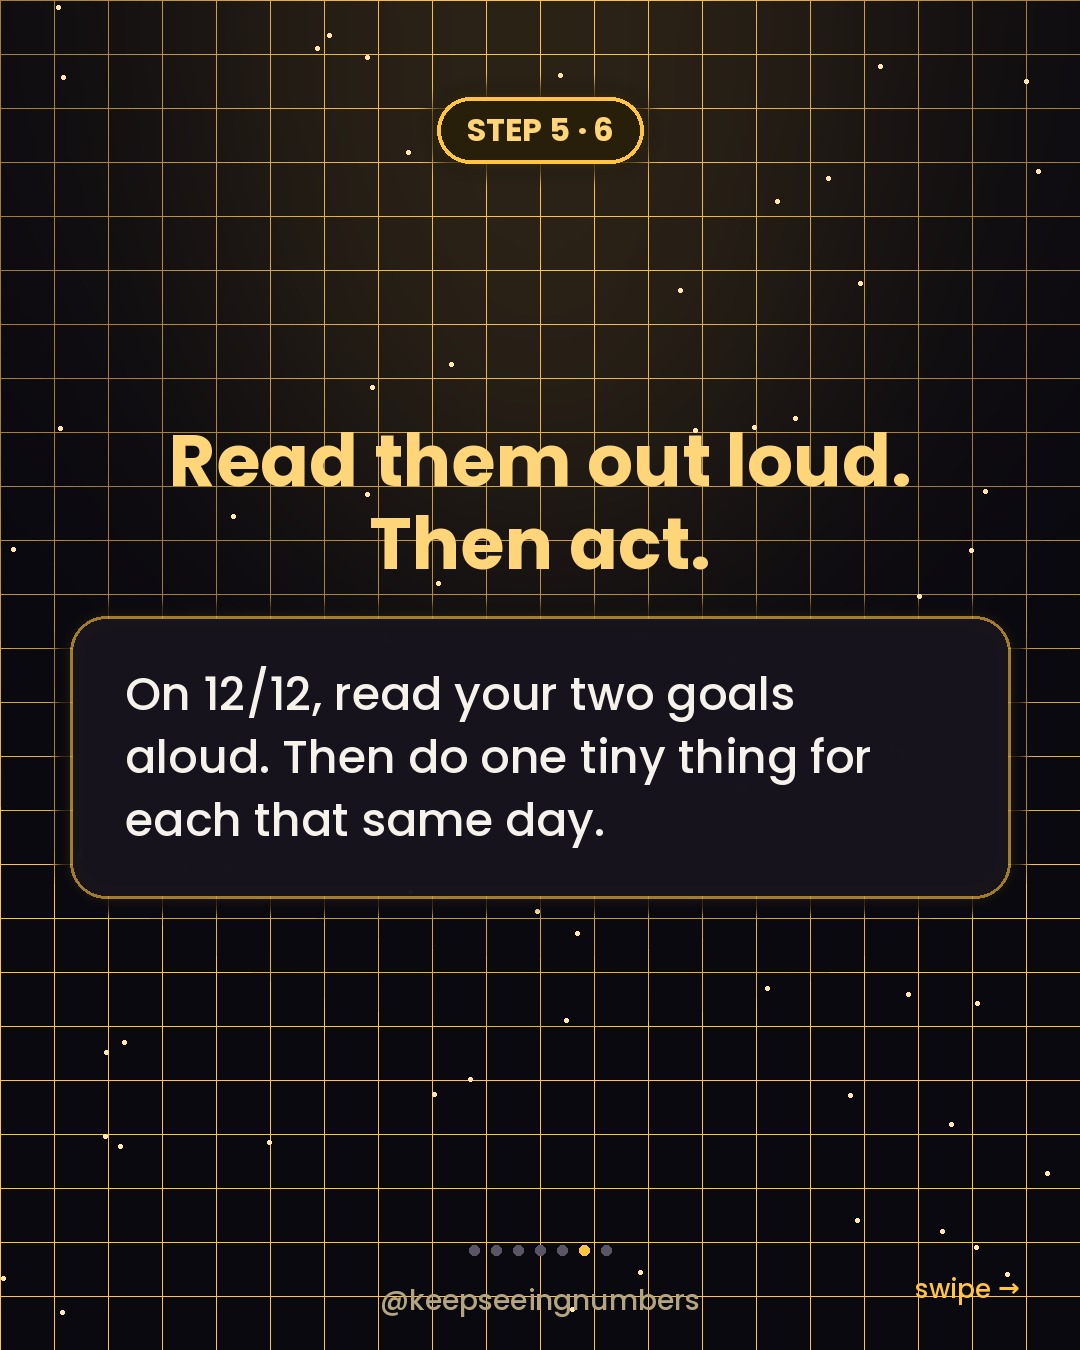 STEP 5 · 6
Read them out loud.
Then act.
On 12/12, read your two goals
aloud. Then do one tiny thing for
each that same day.
@keepseeingnumbers
swipe →